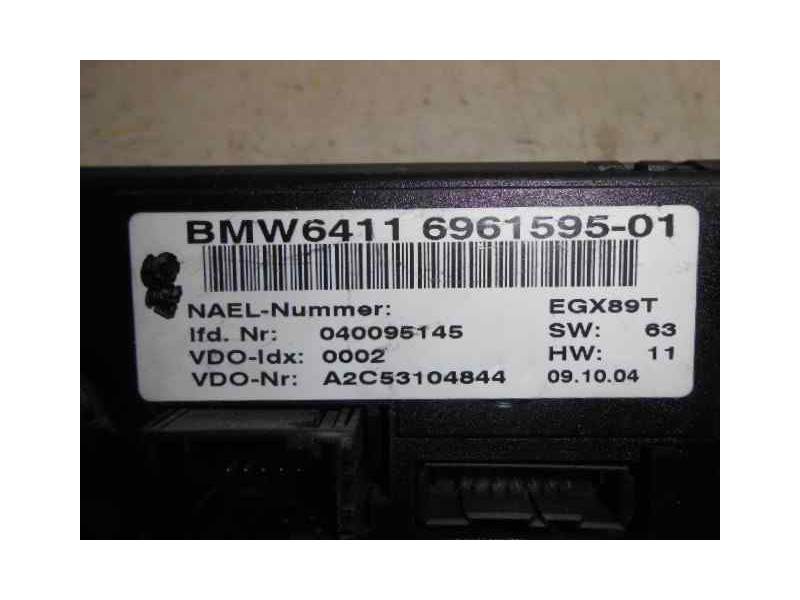 BMW6411 6961595-01
NAEL-Nummer: EGX89T
lfd. Nr: 040095145 SW: 63
VDO-Idx: 0002 HW: 11
VDO-Nr: A2C53104844 09.10.04